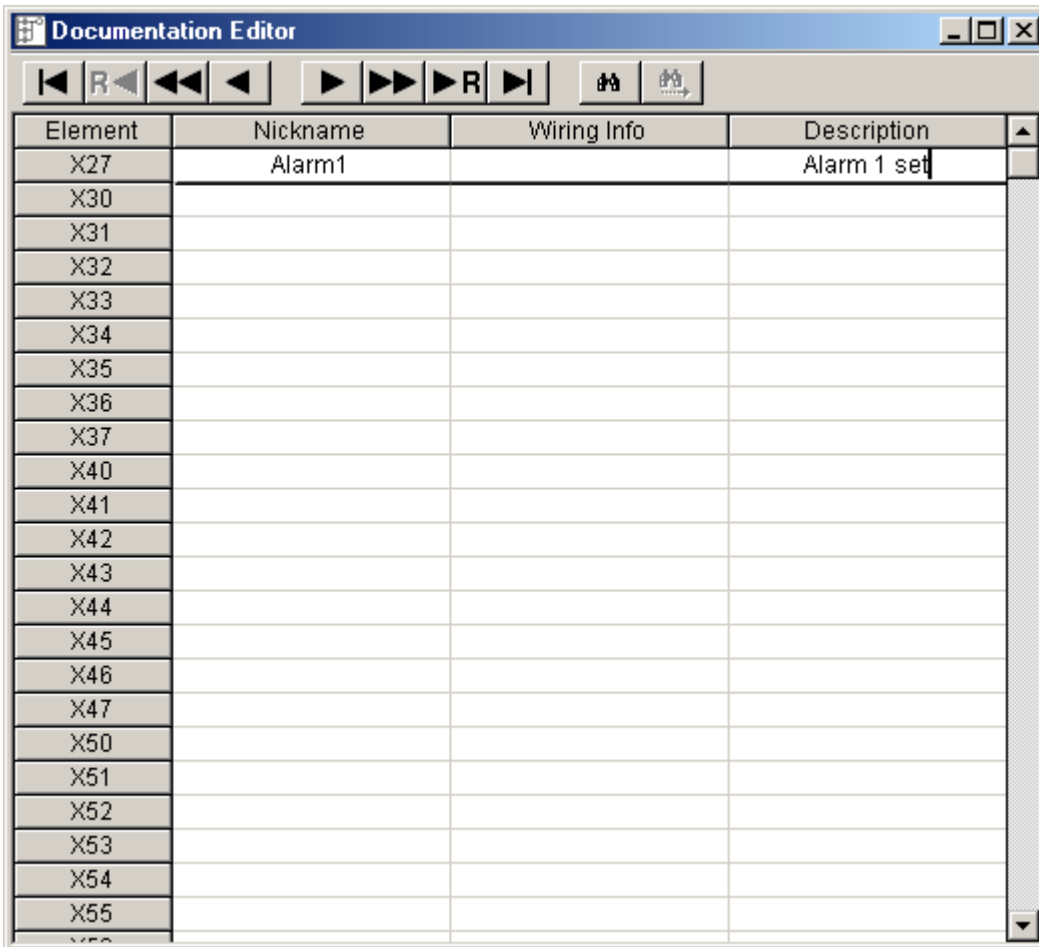 Documentation Editor
R R
Element Nickname Wiring Info Description
X27 Alarm1 Alarm 1 set
X30
X31
X32
X33
X34
X35
X36
X37
X40
X41
X42
X43
X44
X45
X46
X47
X50
X51
X52
X53
X54
X55